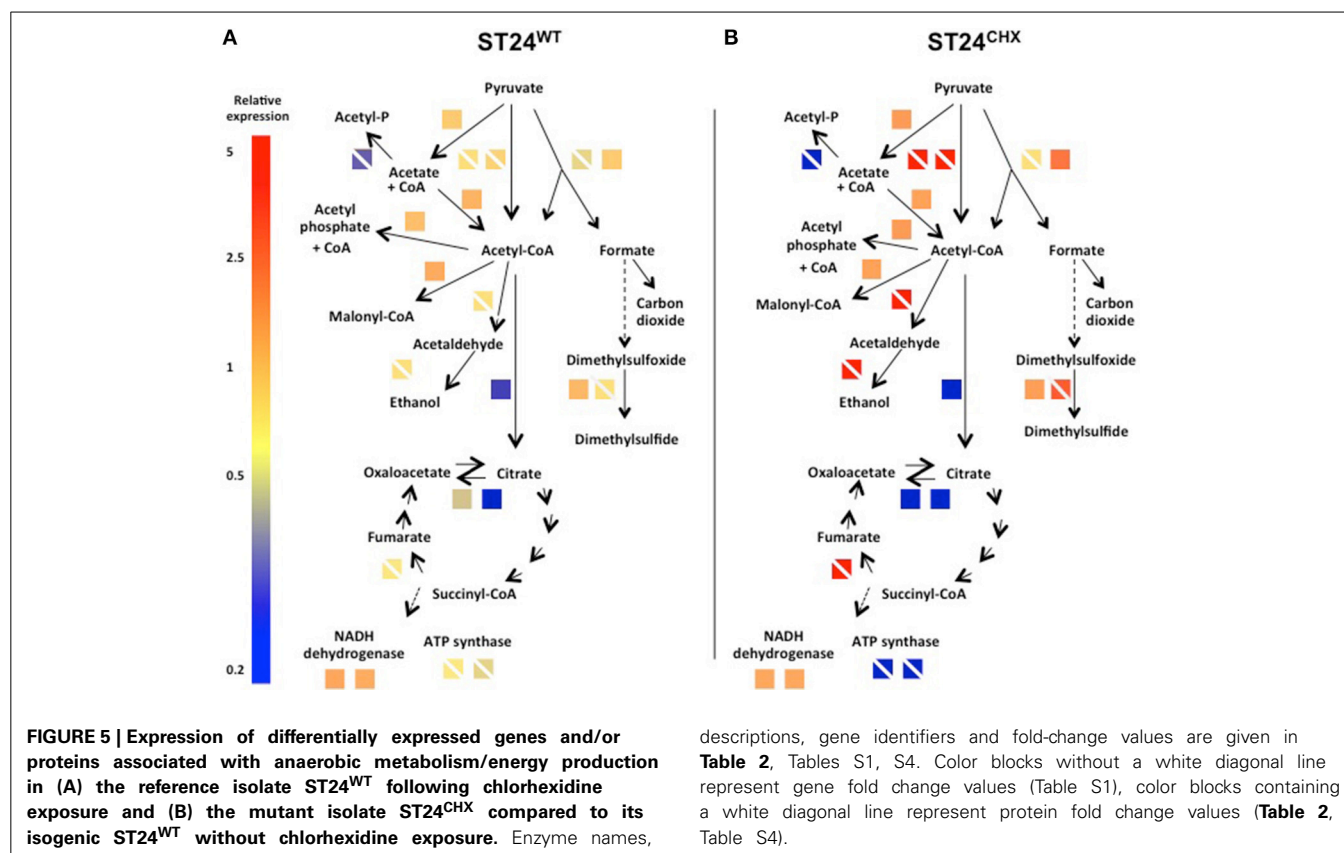 A
ST24WT
Relative
expression
5
2.5
1
0.5
0.2
Pyruvate
Acetyl-P
Acetate
+ CoA
Acetyl
phosphate
+ CoA
Acetyl-CoA
Formate
Malonyl-CoA
Carbon
dioxide
Acetaldehyde
Dimethylsulfoxide
Ethanol
Dimethylsulfide
Oxaloacetate
Citrate
Fumarate
Succinyl-CoA
NADH
dehydrogenase
ATP synthase
B
ST24CHX
Pyruvate
Acetyl-P
Acetate
+ CoA
Acetyl
phosphate
+ CoA
Acetyl-CoA
Formate
Malonyl-CoA
Carbon
dioxide
Acetaldehyde
Dimethylsulfoxide
Ethanol
Dimethylsulfide
Oxaloacetate
Citrate
Fumarate
Succinyl-CoA
NADH
dehydrogenase
ATP synthase
FIGURE 5 | Expression of differentially expressed genes and/or
proteins associated with anaerobic metabolism/energy production
in (A) the reference isolate ST24WT following chlorhexidine
exposure and (B) the mutant isolate ST24CHX compared to its
isogenic ST24WT without chlorhexidine exposure. Enzyme names,
descriptions, gene identifiers and fold-change values are given in
Table 2, Tables S1, S4. Color blocks without a white diagonal line
represent gene fold change values (Table S1), color blocks containing
a white diagonal line represent protein fold change values (Table 2,
Table S4).